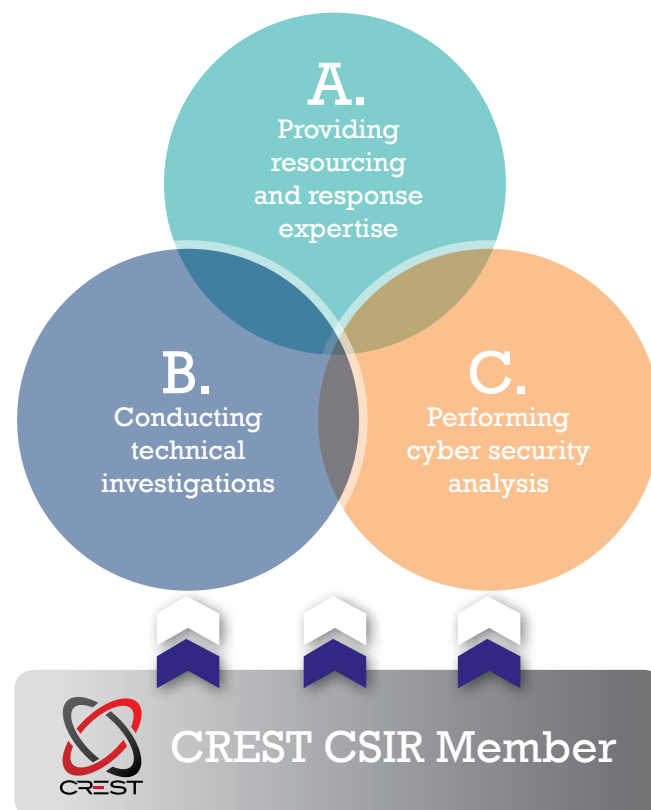 A.
Providing
resourcing
and response
expertise
B.
Conducting
technical
investigations
C.
Performing
cyber security
analysis
CREST
CREST CSIR Member